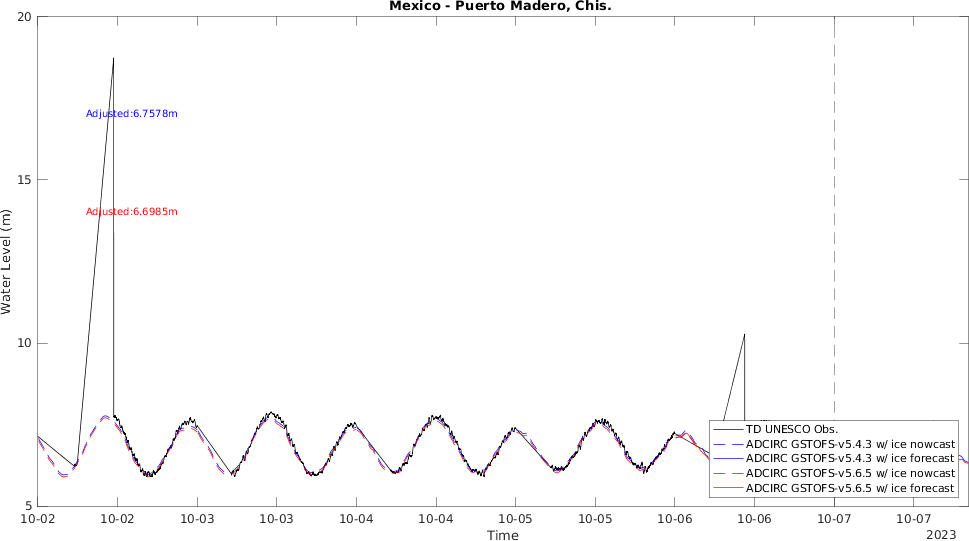 Mexico - Puerto Madero, Chis.
20
15
10
5
Water Level (m)
Adjusted:6.7578m
Adjusted:6.6985m
TD UNESCO Obs.
ADCIRC GSTOFS-v5.4.3 w/ ice nowcast
ADCIRC GSTOFS-v5.4.3 w/ ice forecast
ADCIRC GSTOFS-v5.6.5 w/ ice nowcast
ADCIRC GSTOFS-v5.6.5 w/ ice forecast
10-02 10-02 10-03 10-03 10-04 10-04 10-05 10-05 10-06 10-06 10-07 10-07
Time
2023